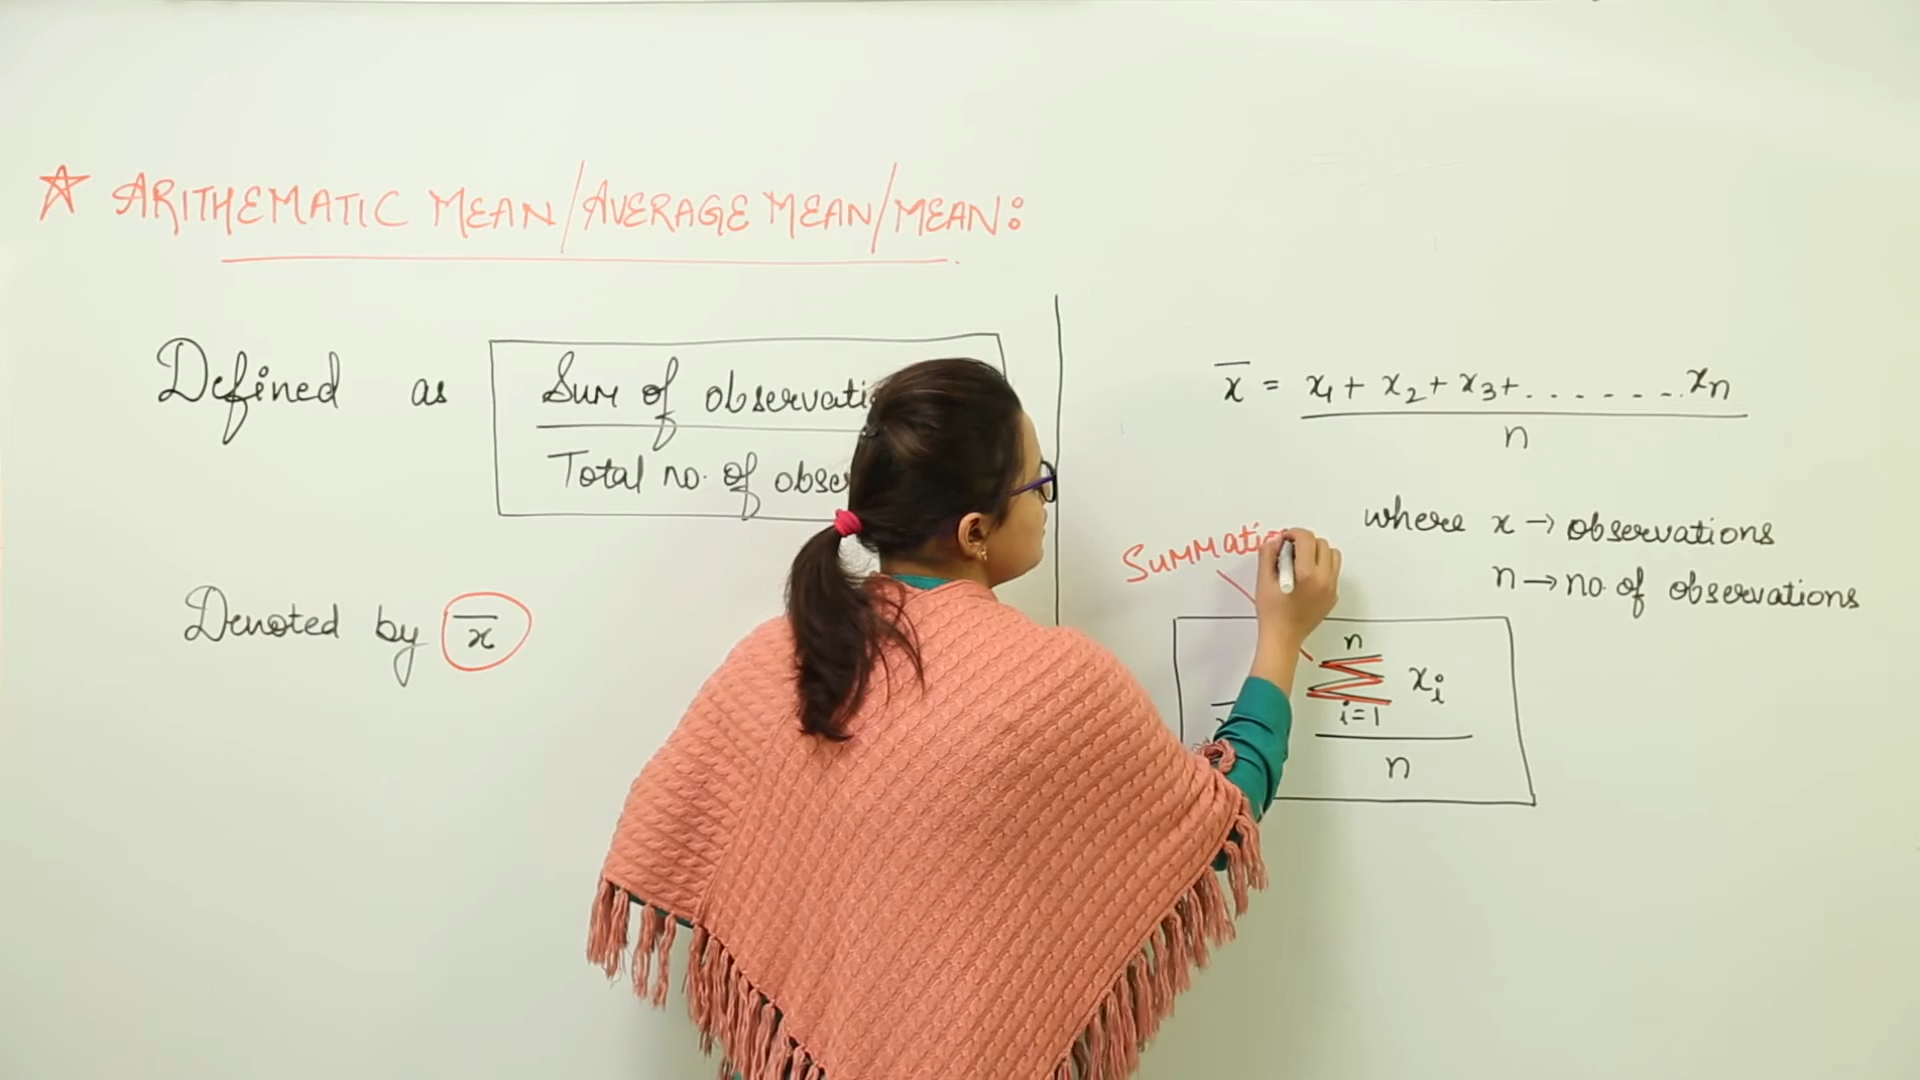 ☆ ARITHEMATIC MEAN/AVERAGE MEAN/MEAN:
Defined as Sum of
Total no. of
Denoted by x̄
x̄ = x₁ + x₂ + x₃ + ........ xₙ
n
where x → observations
n → no. of observations
n
Σ xᵢ
i=1
n